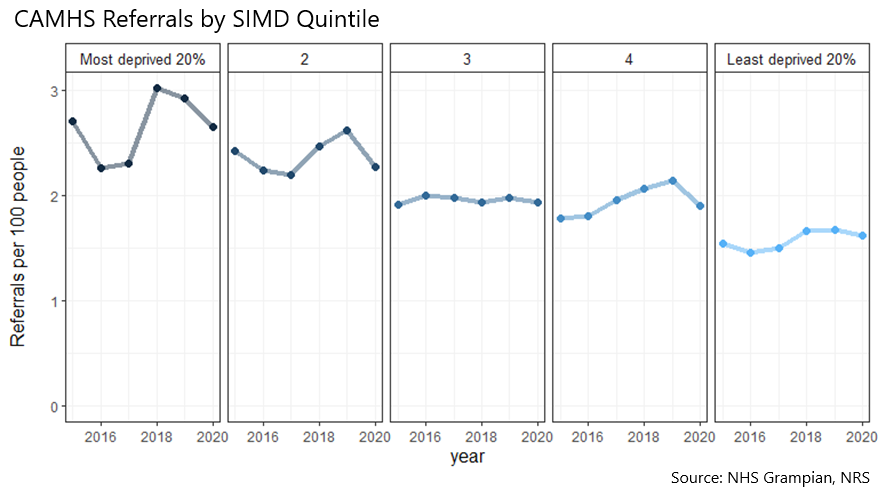 CAMHS Referrals by SIMD Quintile
Most deprived 20% 2 3 4 Least deprived 20%
Referrals per 100 people
3
2
1
0
2016 2018 2020 2016 2018 2020 2016 2018 2020 2016 2018 2020 2016 2018 2020
year
Source: NHS Grampian, NRS